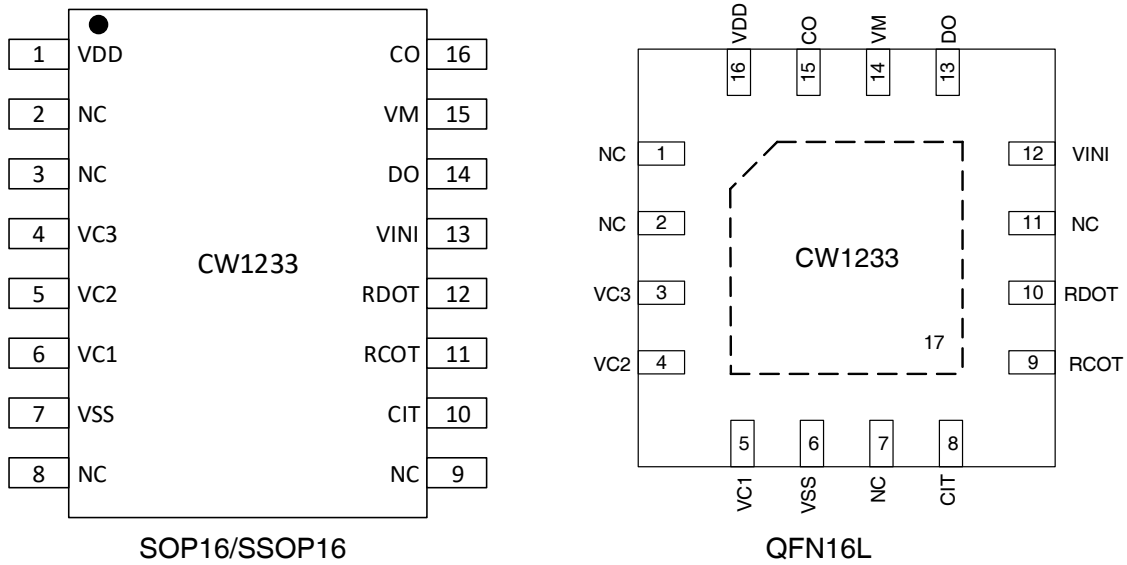 1 VDD CO 16
2 NC VM 15
3 NC DO 14
4 VC3 VINI 13
CW1233
5 VC2 RDOT 12
6 VC1 RCOT 11
7 VSS CIT 10
8 NC NC 9
SOP16/SSOP16
VDD CO VM DO
16 15 14 13
NC 1 12 VINI
NC 2 11 NC
CW1233
VC3 3 10 RDOT
17
VC2 4 9 RCOT
5 6 7 8
VC1 VSS NC CIT
QFN16L